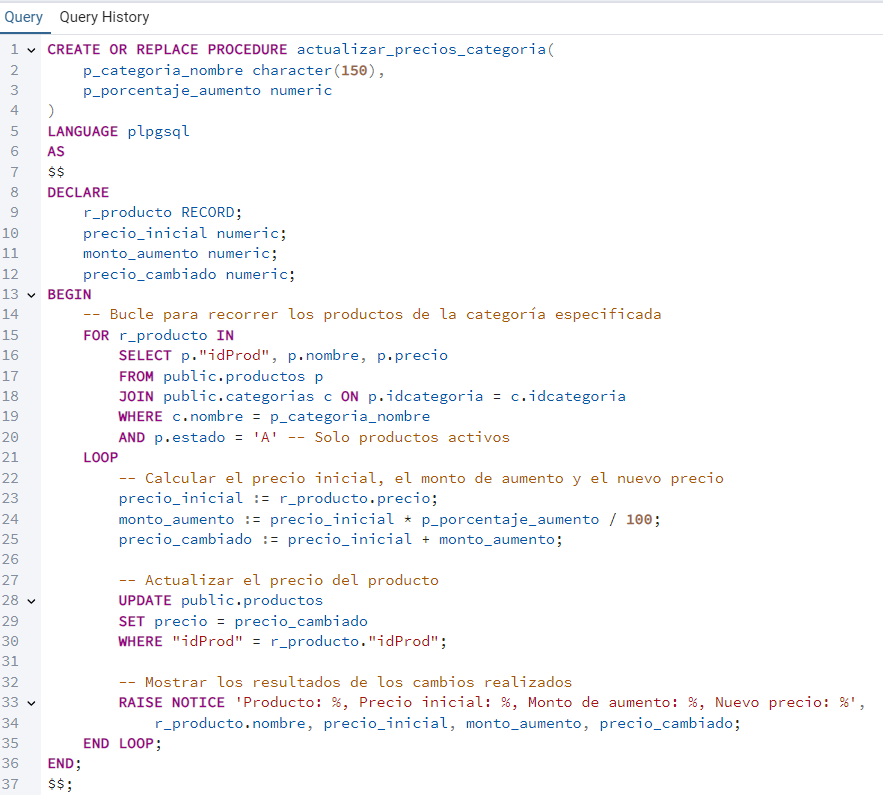 Query Query History
1 CREATE OR REPLACE PROCEDURE actualizar_precios_categoria(
2 p_categoria_nombre character(150),
3 p_porcentaje_aumento numeric
4 )
5 LANGUAGE plpgsql
6 AS
7 $$
8 DECLARE
9 r_producto RECORD;
10 precio_inicial numeric;
11 monto_aumento numeric;
12 precio_cambiado numeric;
13 BEGIN
14 -- Bucle para recorrer los productos de la categoría especificada
15 FOR r_producto IN
16 SELECT p."idProd", p.nombre, p.precio
17 FROM public.productos p
18 JOIN public.categorias c ON p.idcategoria = c.idcategoria
19 WHERE c.nombre = p_categoria_nombre
20 AND p.estado = 'A' -- Solo productos activos
21 LOOP
22 -- Calcular el precio inicial, el monto de aumento y el nuevo precio
23 precio_inicial := r_producto.precio;
24 monto_aumento := precio_inicial * p_porcentaje_aumento / 100;
25 precio_cambiado := precio_inicial + monto_aumento;
26
27 -- Actualizar el precio del producto
28 UPDATE public.productos
29 SET precio = precio_cambiado
30 WHERE "idProd" = r_producto."idProd";
31
32 -- Mostrar los resultados de los cambios realizados
33 RAISE NOTICE 'Producto: %, Precio inicial: %, Monto de aumento: %, Nuevo precio: %',
34 r_producto.nombre, precio_inicial, monto_aumento, precio_cambiado;
35 END LOOP;
36 END;
37 $$;